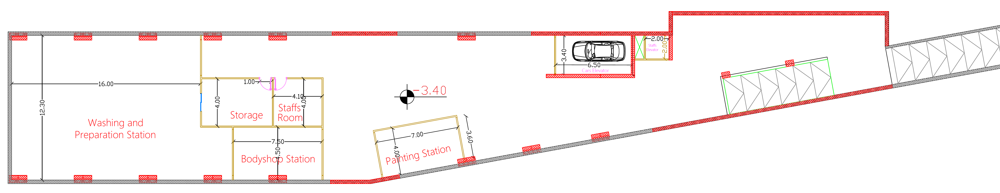 16.00
12.30
Washing and
Preparation Station
1.00
4.00
Storage
4.10
4.00
Staffs
Room
7.50
4.50
Bodyshop Station
-3.40
7.00
4.00
3.60
Painting Station
3.40
6.50
Cars Elevator
2.00
2.00
Staffs
Elevator